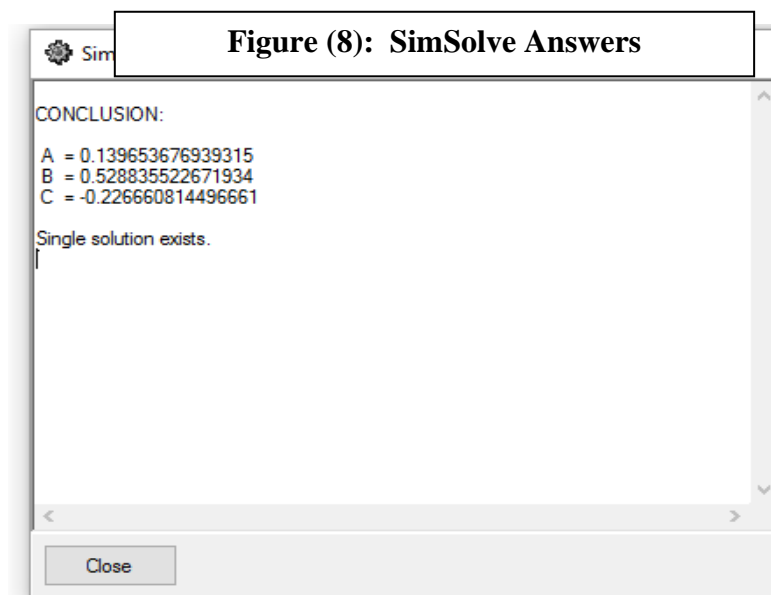 Figure (8): SimSolve Answers
Sim
CONCLUSION:
A = 0.139653676939315
B = 0.528835522671934
C = -0.226660814496661
Single solution exists.
Close